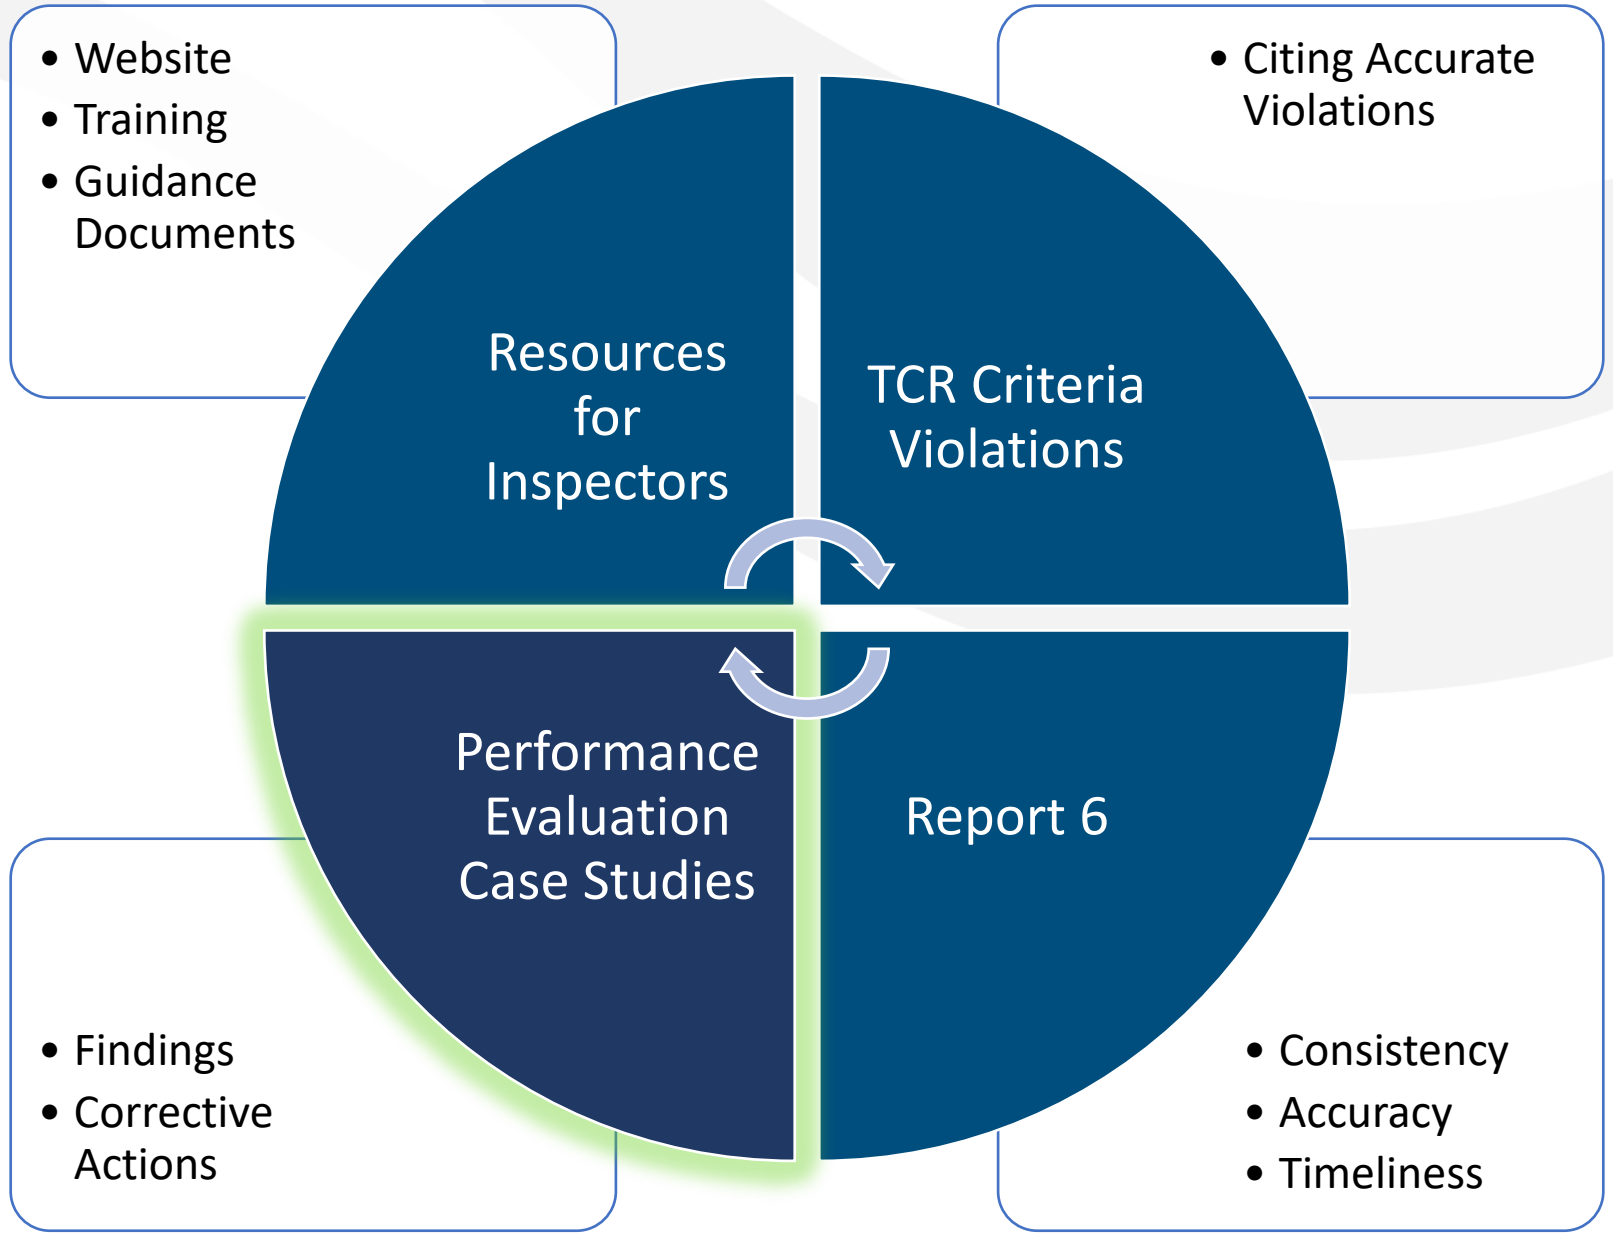 • Website
• Training
• Guidance
Documents
• Citing Accurate
Violations
Resources
for
Inspectors
TCR Criteria
Violations
Performance
Evaluation
Case Studies
Report 6
• Findings
• Corrective
Actions
• Consistency
• Accuracy
• Timeliness